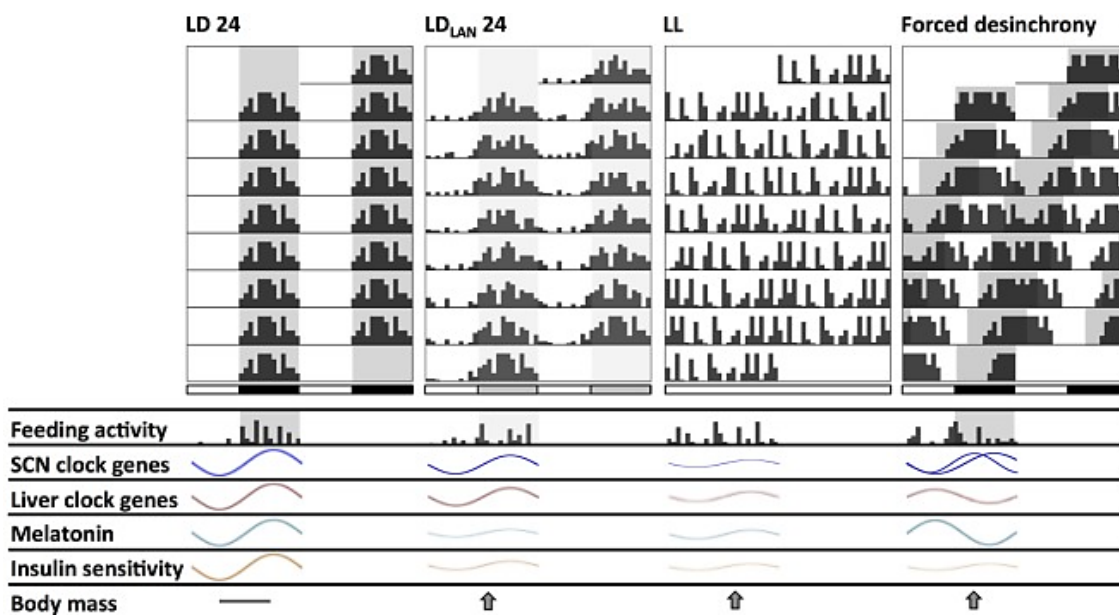 LD 24
LD_LAN 24
LL
Forced desinchrony
Feeding activity
SCN clock genes
Liver clock genes
Melatonin
Insulin sensitivity
Body mass